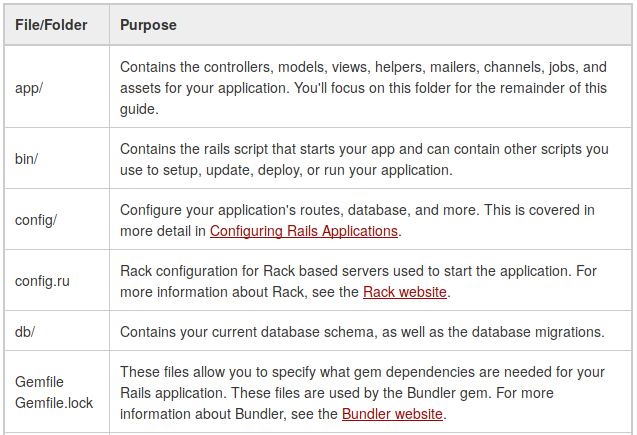 File/Folder Purpose
app/
Contains the controllers, models, views, helpers, mailers, channels, jobs, and
assets for your application. You'll focus on this folder for the remainder of this
guide.
bin/
Contains the rails script that starts your app and can contain other scripts you
use to setup, update, deploy, or run your application.
config/
Configure your application's routes, database, and more. This is covered in
more detail in Configuring Rails Applications.
config.ru
Rack configuration for Rack based servers used to start the application. For
more information about Rack, see the Rack website.
db/
Contains your current database schema, as well as the database migrations.
Gemfile
Gemfile.lock
These files allow you to specify what gem dependencies are needed for your
Rails application. These files are used by the Bundler gem. For more
information about Bundler, see the Bundler website.